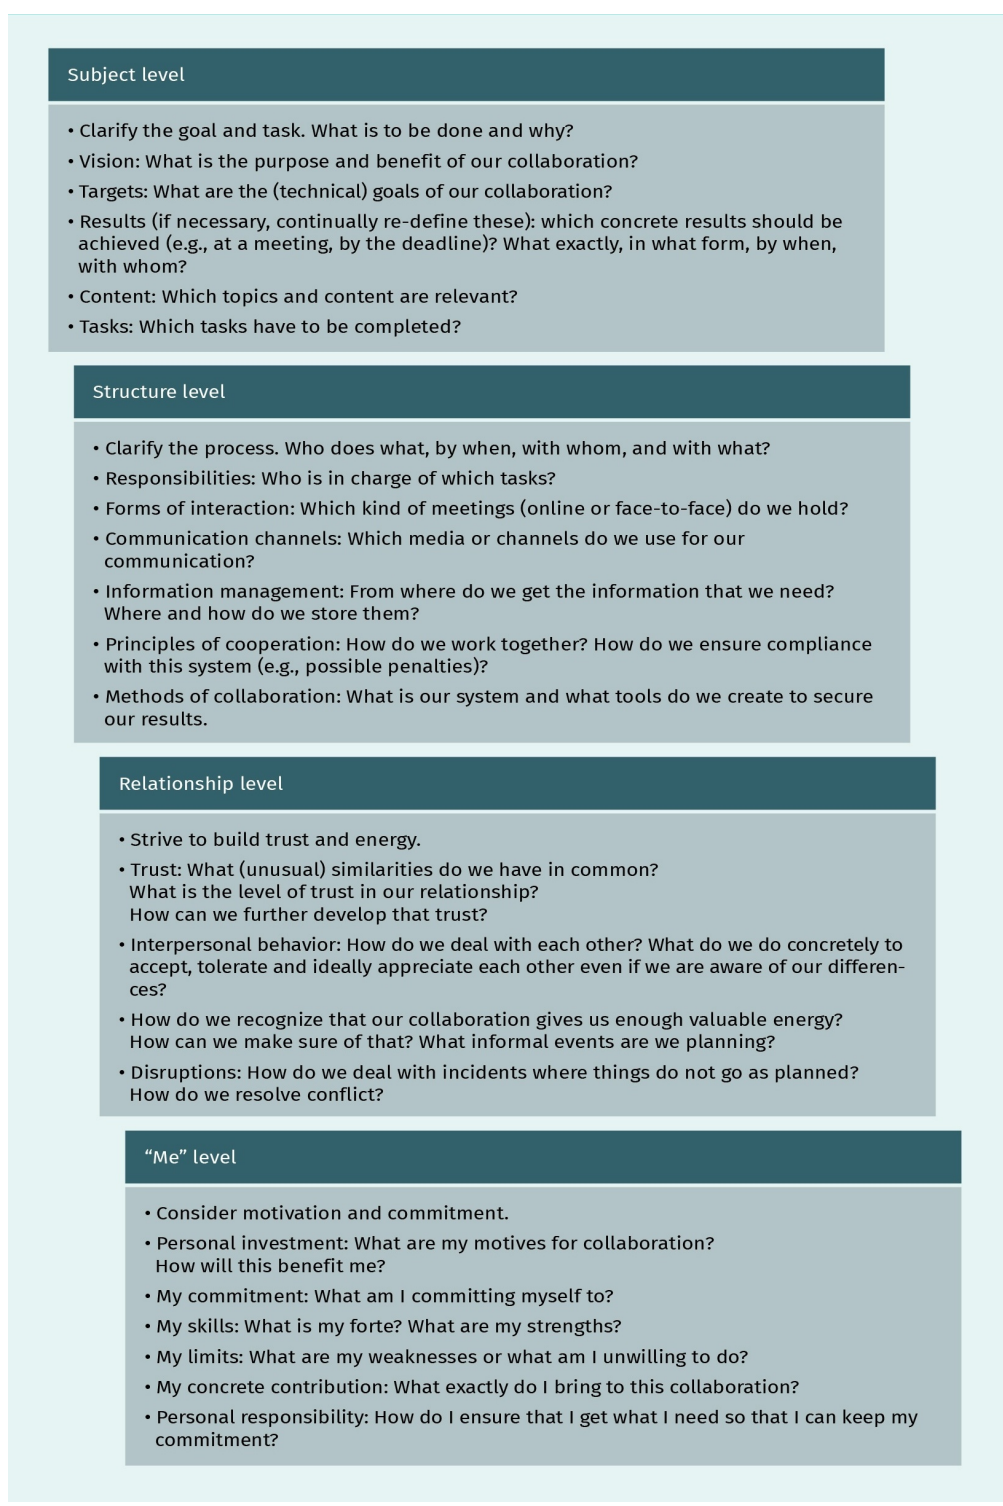 Subject level
• Clarify the goal and task. What is to be done and why?
• Vision: What is the purpose and benefit of our collaboration?
• Targets: What are the (technical) goals of our collaboration?
• Results (if necessary, continually re-define these): which concrete results should be
achieved (e.g., at a meeting, by the deadline)? What exactly, in what form, by when,
with whom?
• Content: Which topics and content are relevant?
• Tasks: Which tasks have to be completed?
Structure level
• Clarify the process. Who does what, by when, with whom, and with what?
• Responsibilities: Who is in charge of which tasks?
• Forms of interaction: Which kind of meetings (online or face-to-face) do we hold?
• Communication channels: Which media or channels do we use for our
communication?
• Information management: From where do we get the information that we need?
Where and how do we store them?
• Principles of cooperation: How do we work together? How do we ensure compliance
with this system (e.g., possible penalties)?
• Methods of collaboration: What is our system and what tools do we create to secure
our results.
Relationship level
• Strive to build trust and energy.
• Trust: What (unusual) similarities do we have in common?
What is the level of trust in our relationship?
How can we further develop that trust?
• Interpersonal behavior: How do we deal with each other? What do we do concretely to
accept, tolerate and ideally appreciate each other even if we are aware of our differen-
ces?
• How do we recognize that our collaboration gives us enough valuable energy?
How can we make sure of that? What informal events are we planning?
• Disruptions: How do we deal with incidents where things do not go as planned?
How do we resolve conflict?
“Me” level
• Consider motivation and commitment.
• Personal investment: What are my motives for collaboration?
How will this benefit me?
• My commitment: What am I committing myself to?
• My skills: What is my forte? What are my strengths?
• My limits: What are my weaknesses or what am I unwilling to do?
• My concrete contribution: What exactly do I bring to this collaboration?
• Personal responsibility: How do I ensure that I get what I need so that I can keep my
commitment?